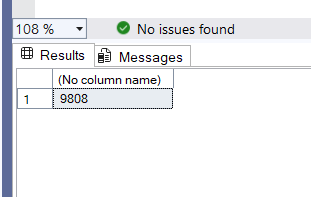 108 % No issues found
Results Messages
(No column name)
1 9808